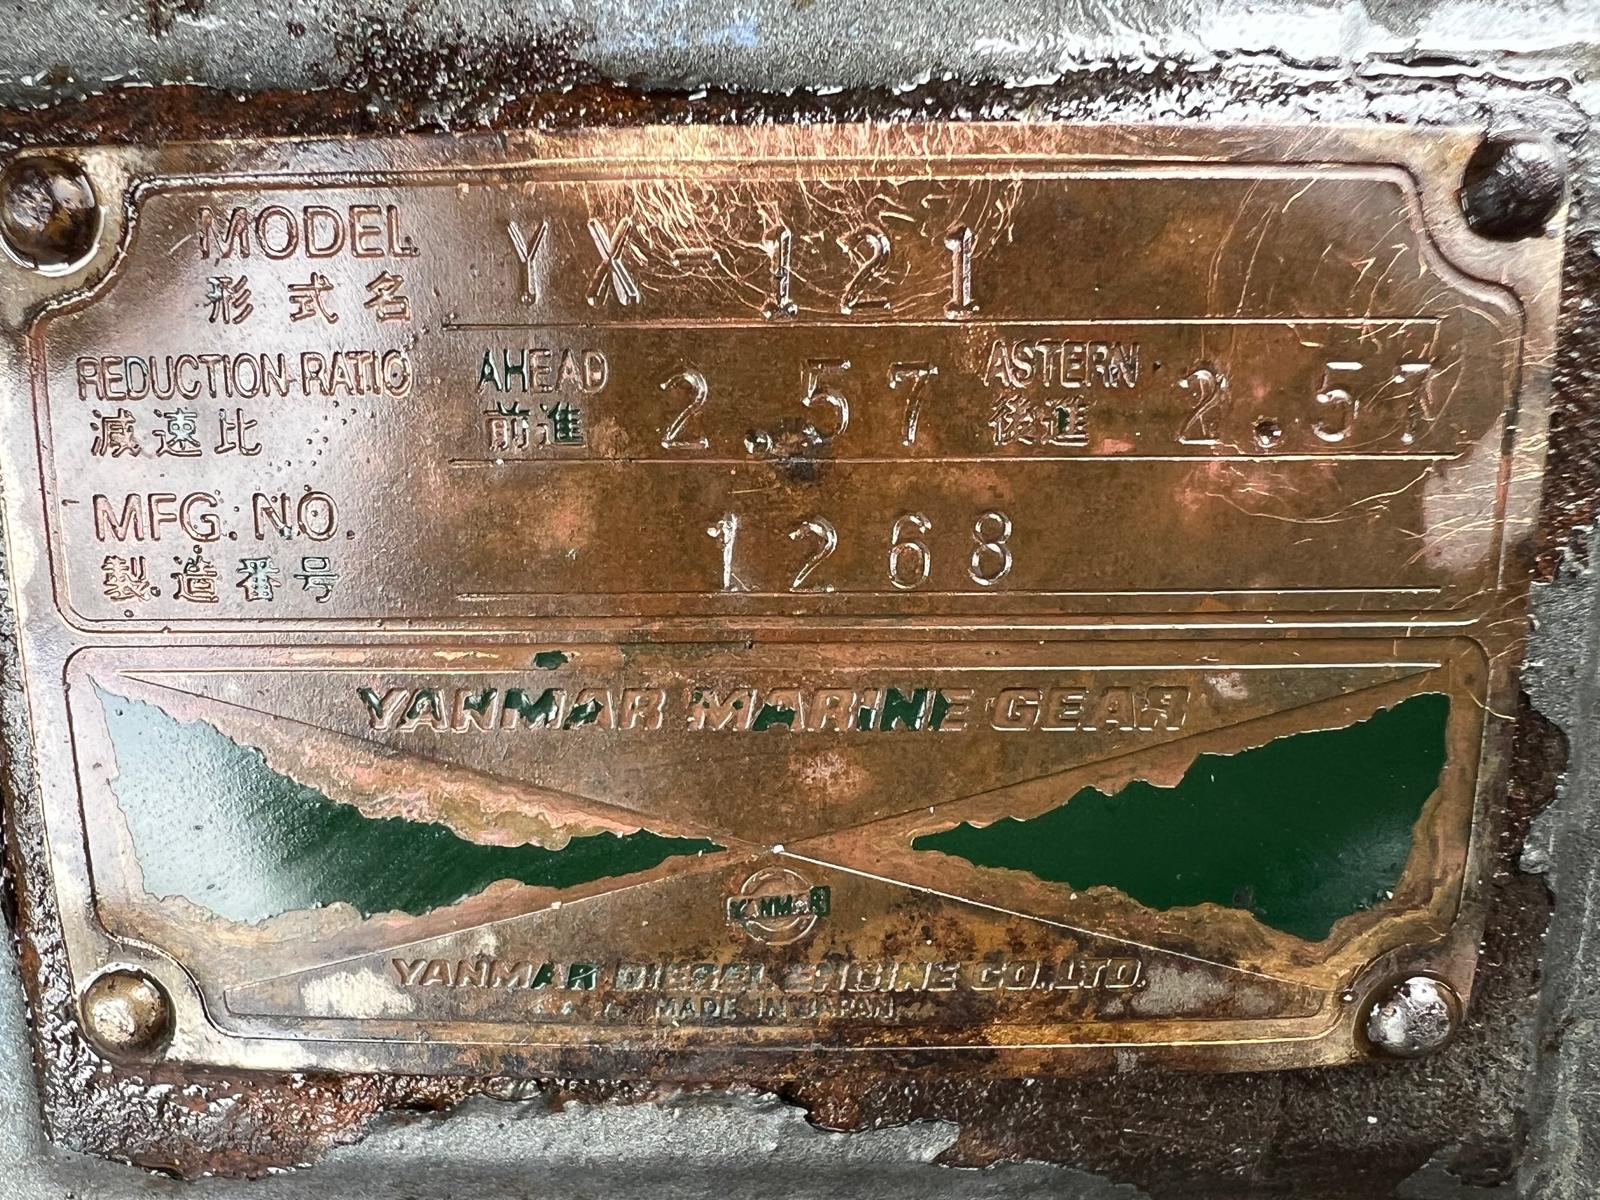 MODEL YX-121
形式名
REDUCTION RATIO AHEAD 2.57 ASTERN 2.57
減速比 前進 後進
MFG. NO. 1268
製造番号
YANMAR MARINE GEAR
YANMAR
YANMAR DIESEL ENGINE CO.,LTD.
MADE IN JAPAN